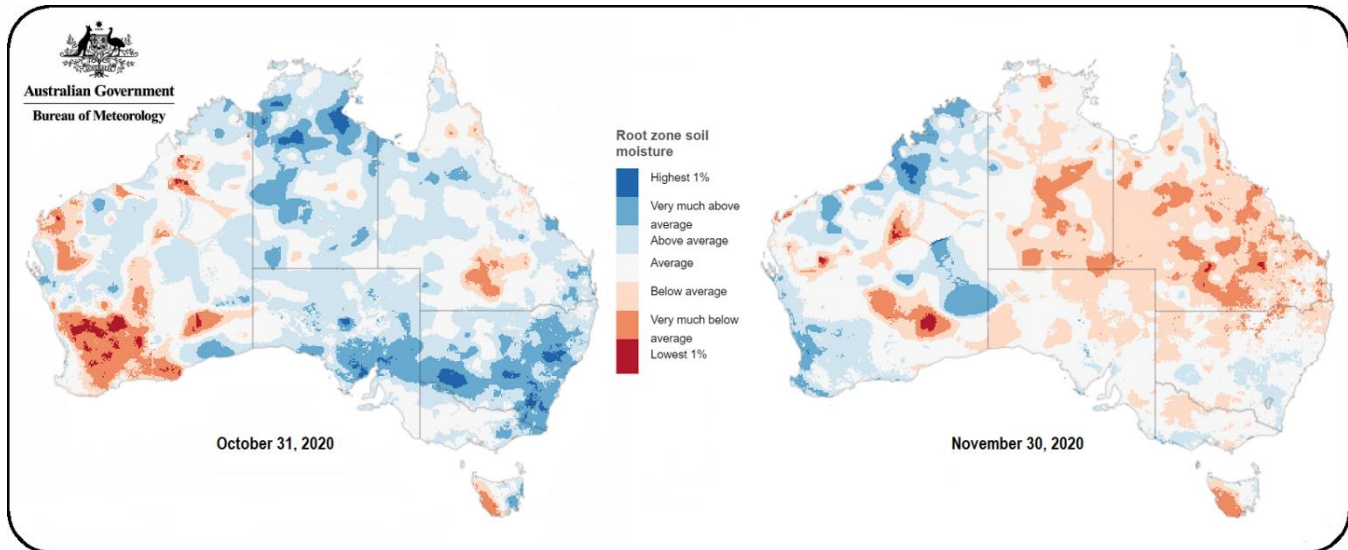 Australian Government
Bureau of Meteorology
Root zone soil
moisture
Highest 1%
Very much above
average
Above average
Average
Below average
Very much below
average
Lowest 1%
October 31, 2020
November 30, 2020